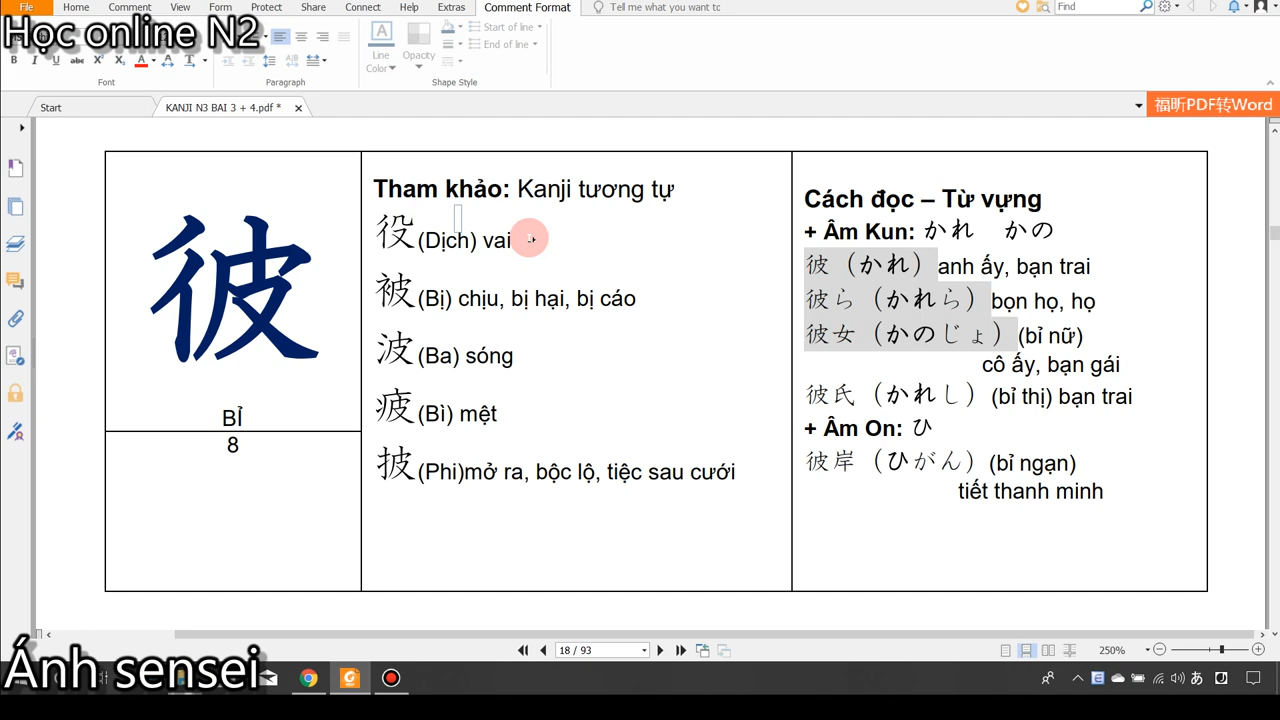 File Home Comment View Form Protect Share Connect Help Extras Comment Format Tell me what you want to Find
Học online N2
B I U abc X² X₂ A A T
Line Color
Opacity
Start of line
End of line
Font Paragraph Shape Style
Start KANJI N3 BAI 3 + 4.pdf * 福昕PDF转Word
彼
BỈ
8
Tham khảo: Kanji tương tự
役(Dịch) vai
被(Bị) chịu, bị hại, bị cáo
波(Ba) sóng
疲(Bì) mệt
披(Phi)mở ra, bộc lộ, tiệc sau cưới
Cách đọc – Từ vựng
+ Âm Kun: かれ かの
彼（かれ）anh ấy, bạn trai
彼ら（かれら）bọn họ, họ
彼女（かのじょ）(bỉ nữ)
cô ấy, bạn gái
彼氏（かれし）(bỉ thị) bạn trai
+ Âm On: ひ
彼岸（ひがん）(bỉ ngạn)
tiết thanh minh
18 / 93 250%
Ánh sensei
あ